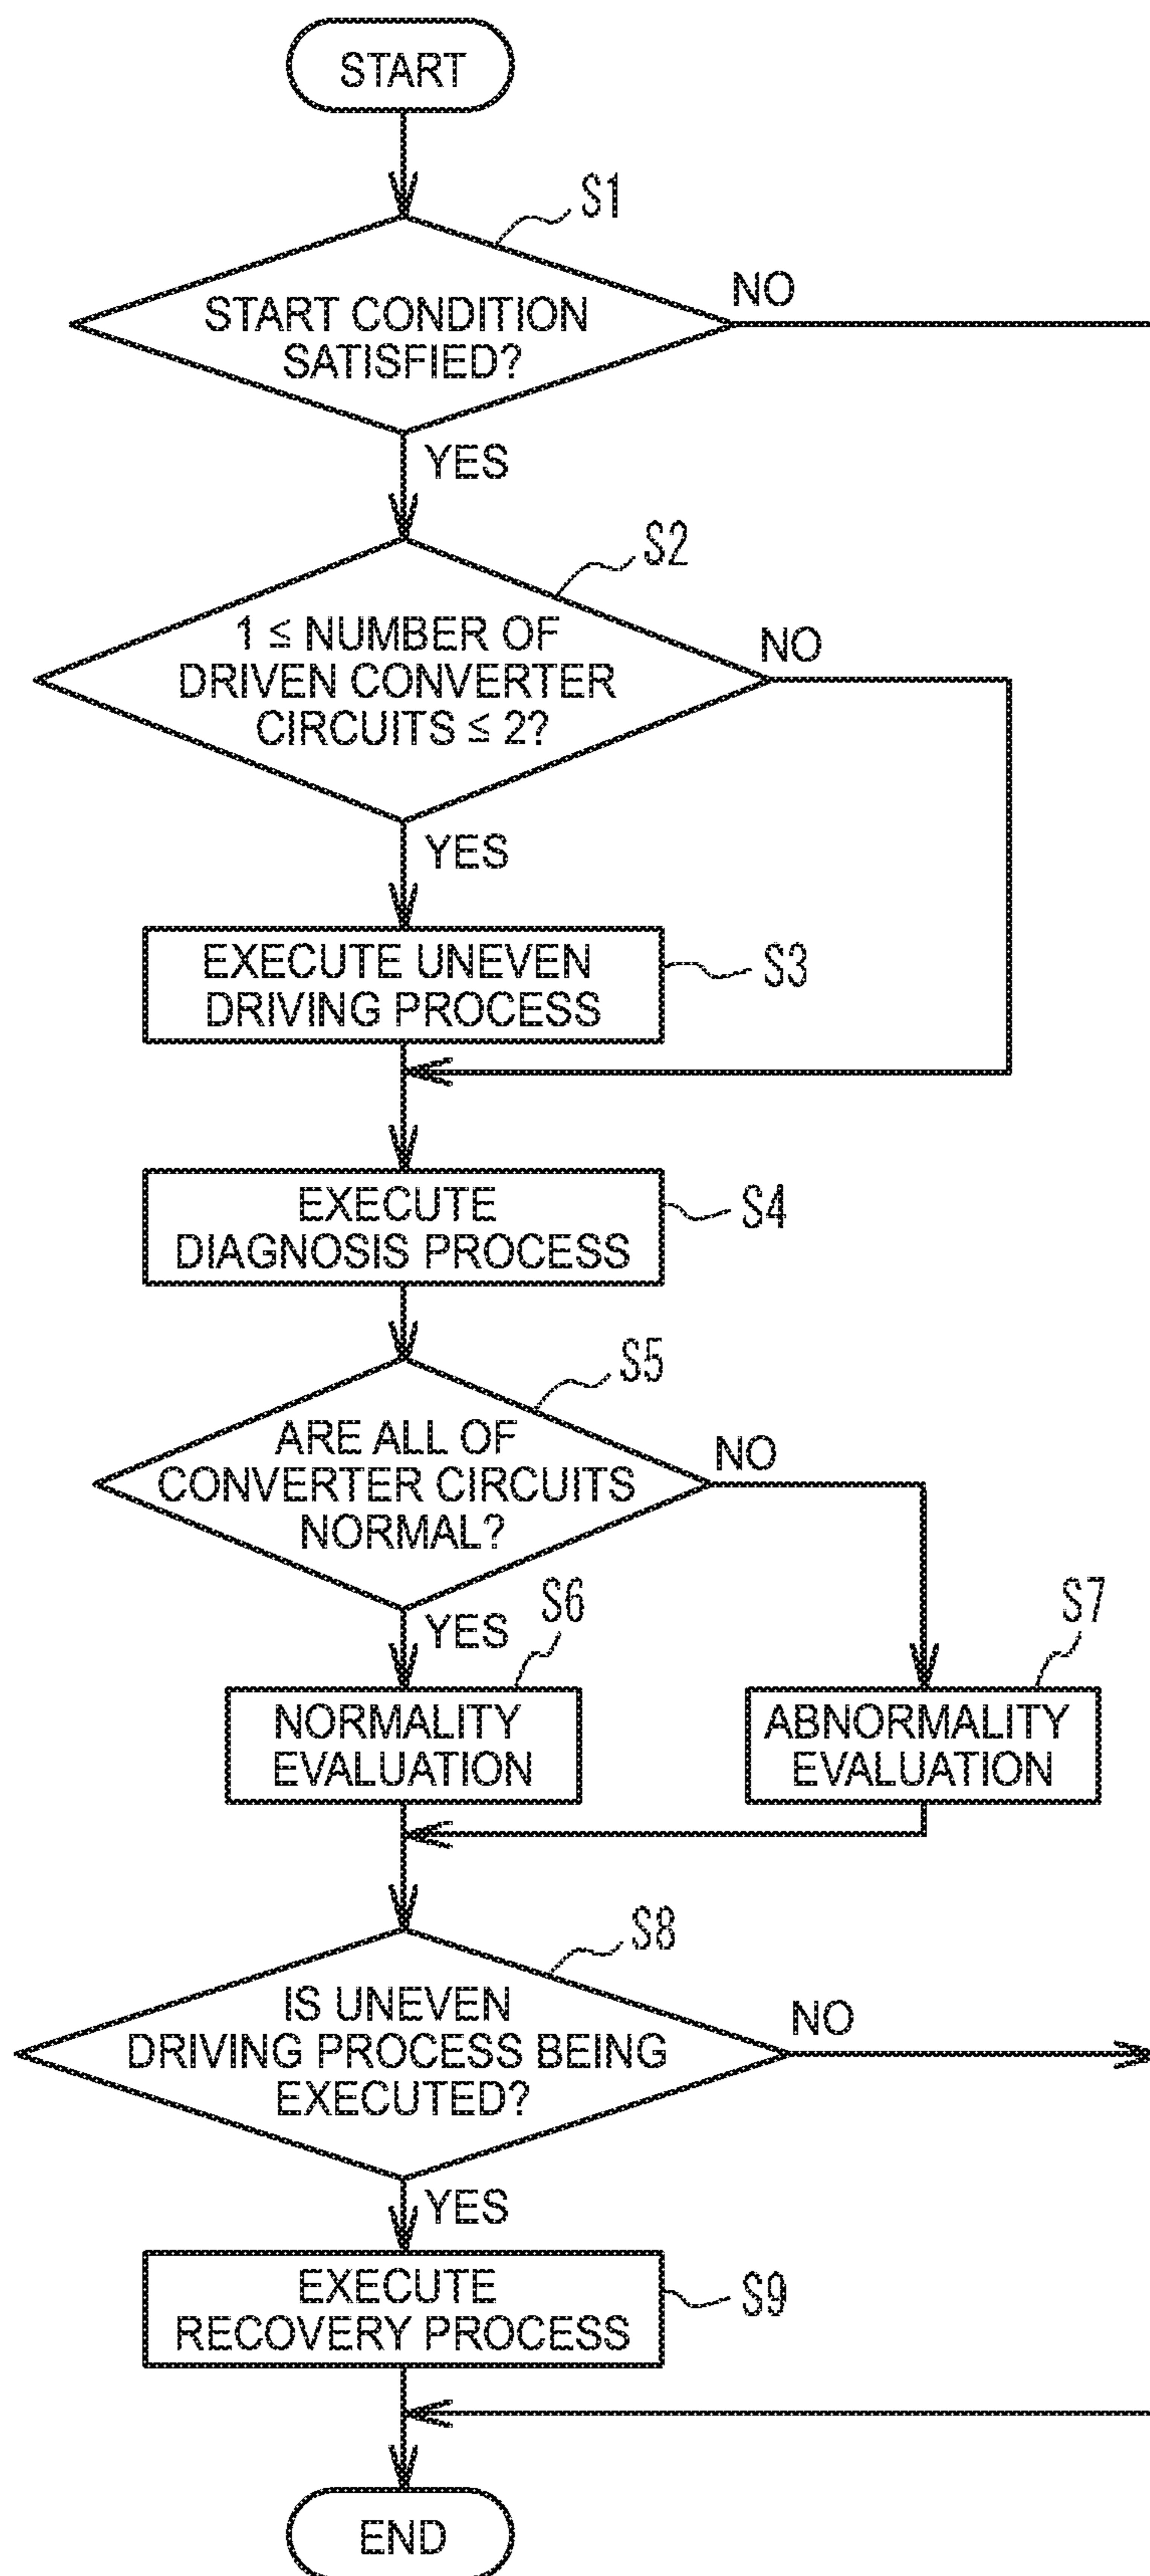 START
S1
START CONDITION
SATISFIED?
NO
YES
S2
1 ≤ NUMBER OF
DRIVEN CONVERTER
CIRCUITS ≤ 2?
NO
YES
EXECUTE UNEVEN
DRIVING PROCESS
S3
EXECUTE
DIAGNOSIS PROCESS
S4
S5
ARE ALL OF
CONVERTER CIRCUITS
NORMAL?
NO
YES
S6
S7
NORMALITY
EVALUATION
ABNORMALITY
EVALUATION
S8
IS UNEVEN
DRIVING PROCESS BEING
EXECUTED?
NO
YES
EXECUTE
RECOVERY PROCESS
S9
END